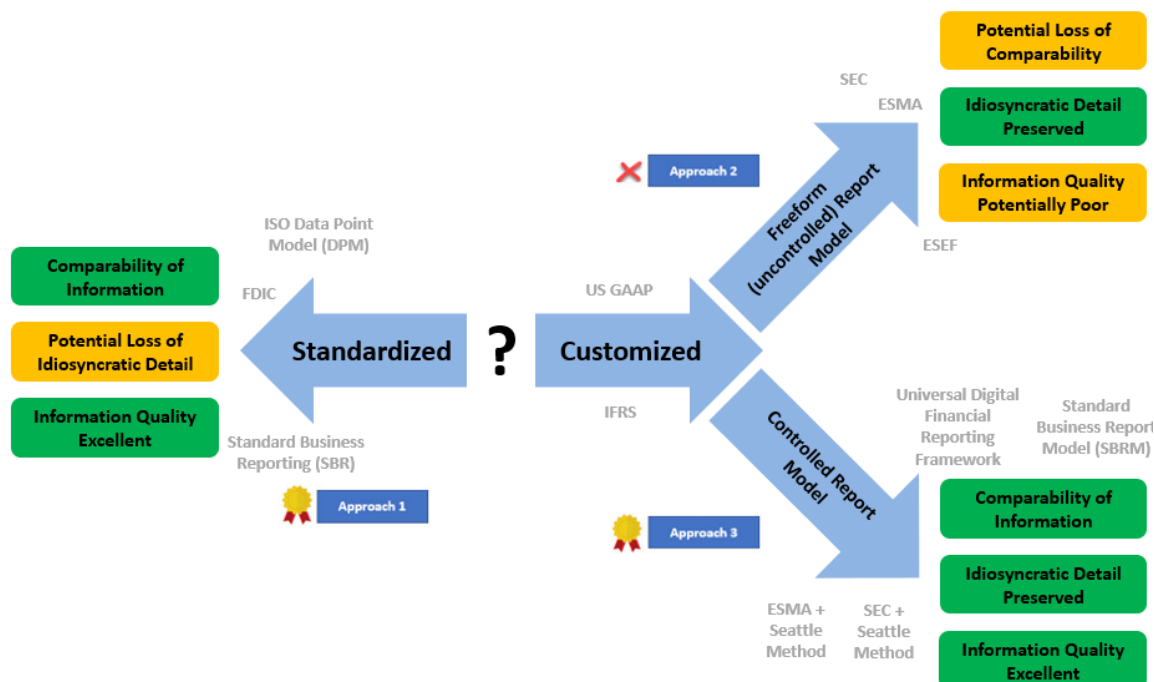 Potential Loss of
Comparability
SEC
ESMA
Idiosyncratic Detail
Preserved
Approach 2
Freeform
(uncontrolled) Report
Model
Information Quality
Potentially Poor
ESEF
ISO Data Point
Model (DPM)
Comparability of
Information
FDIC
US GAAP
Potential Loss of
Idiosyncratic Detail
Standardized
?
Customized
Information Quality
Excellent
IFRS
Standard Business
Reporting (SBR)
Approach 1
Universal Digital
Financial
Reporting
Framework
Standard
Business Report
Model (SBRM)
Controlled Report
Model
Approach 3
Comparability of
Information
Idiosyncratic Detail
Preserved
ESMA +
Seattle
Method
SEC +
Seattle
Method
Information Quality
Excellent